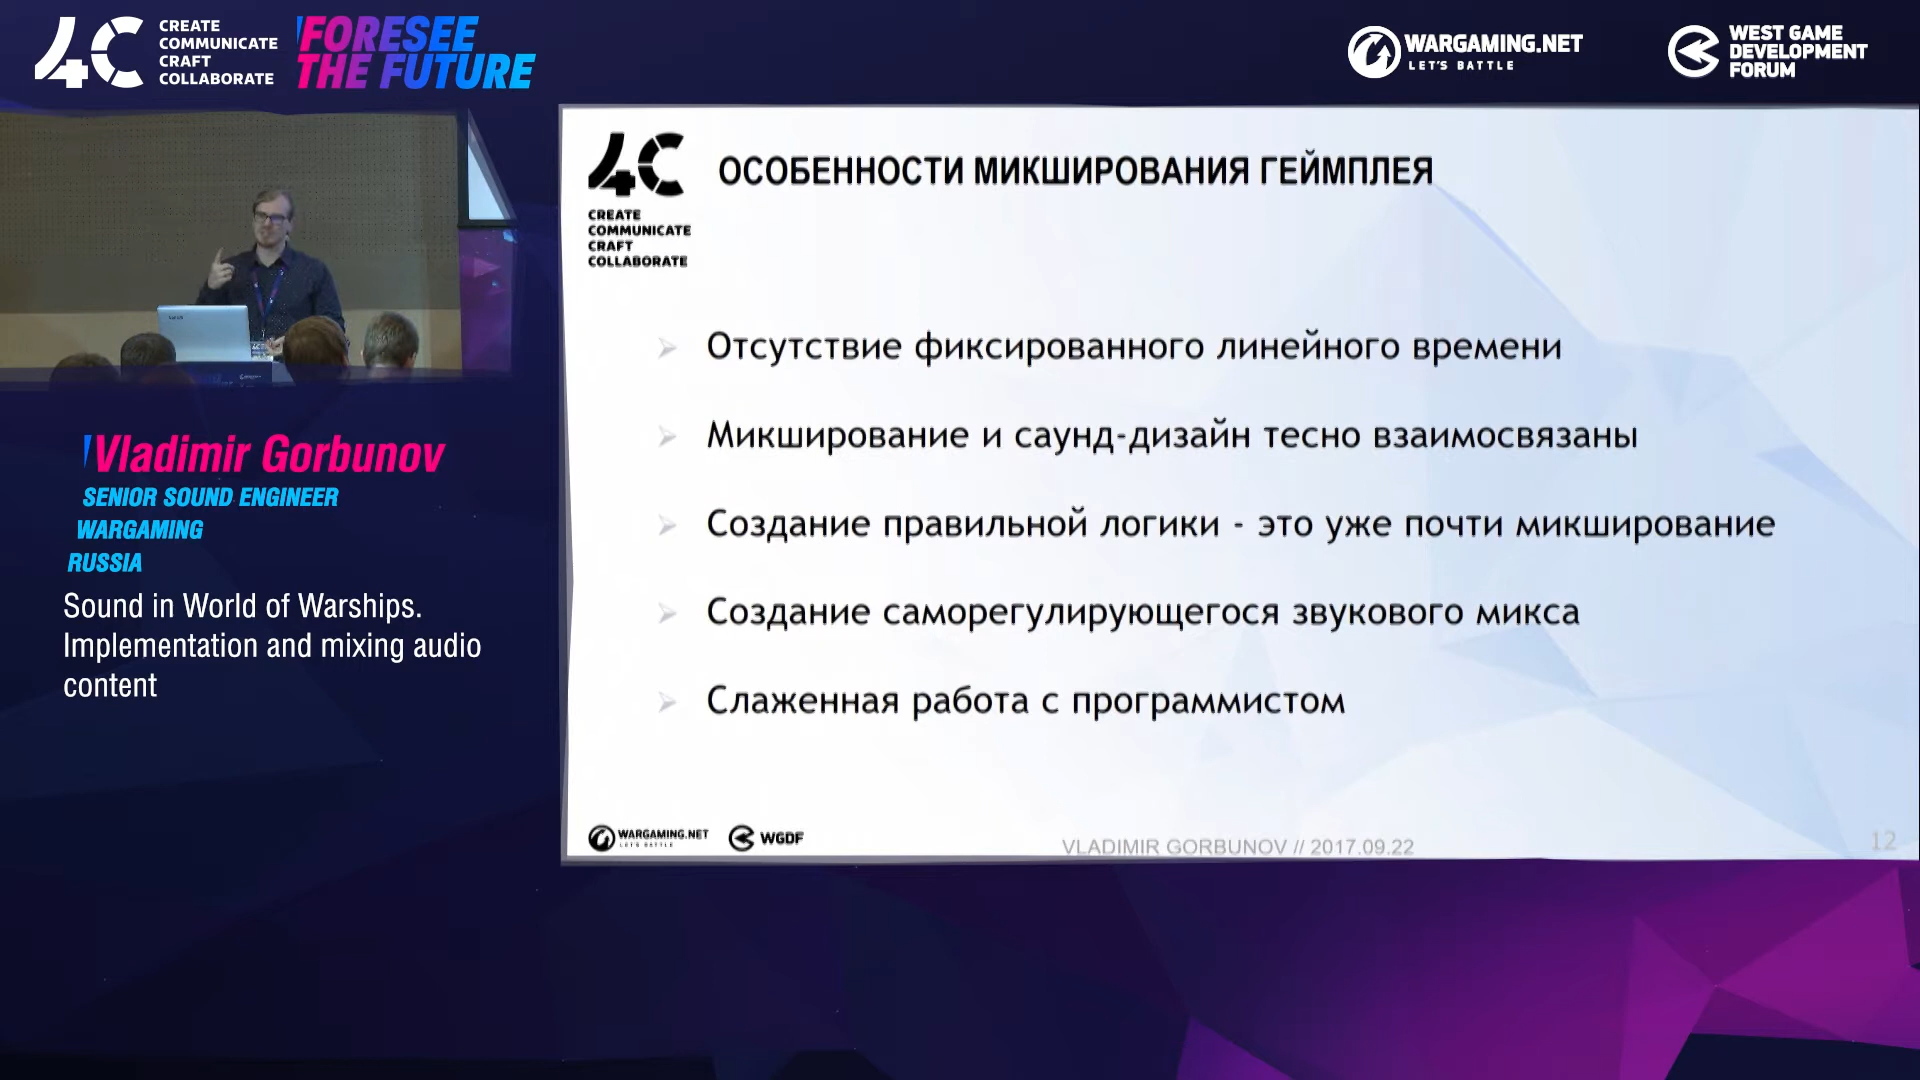 4C
CREATE
COMMUNICATE
CRAFT
COLLABORATE
FORESEE
THE FUTURE
WARGAMING.NET
LET'S BATTLE
WEST GAME
DEVELOPMENT
FORUM
Vladimir Gorbunov
SENIOR SOUND ENGINEER
WARGAMING
RUSSIA
Sound in World of Warships.
Implementation and mixing audio
content
4C
CREATE
COMMUNICATE
CRAFT
COLLABORATE
ОСОБЕННОСТИ МИКШИРОВАНИЯ ГЕЙМПЛЕЯ
Отсутствие фиксированного линейного времени
Микширование и саунд-дизайн тесно взаимосвязаны
Создание правильной логики - это уже почти микширование
Создание саморегулирующегося звукового микса
Слаженная работа с программистом
WARGAMING.NET
LET'S BATTLE
WGDF
VLADIMIR GORBUNOV // 2017.09.22
12